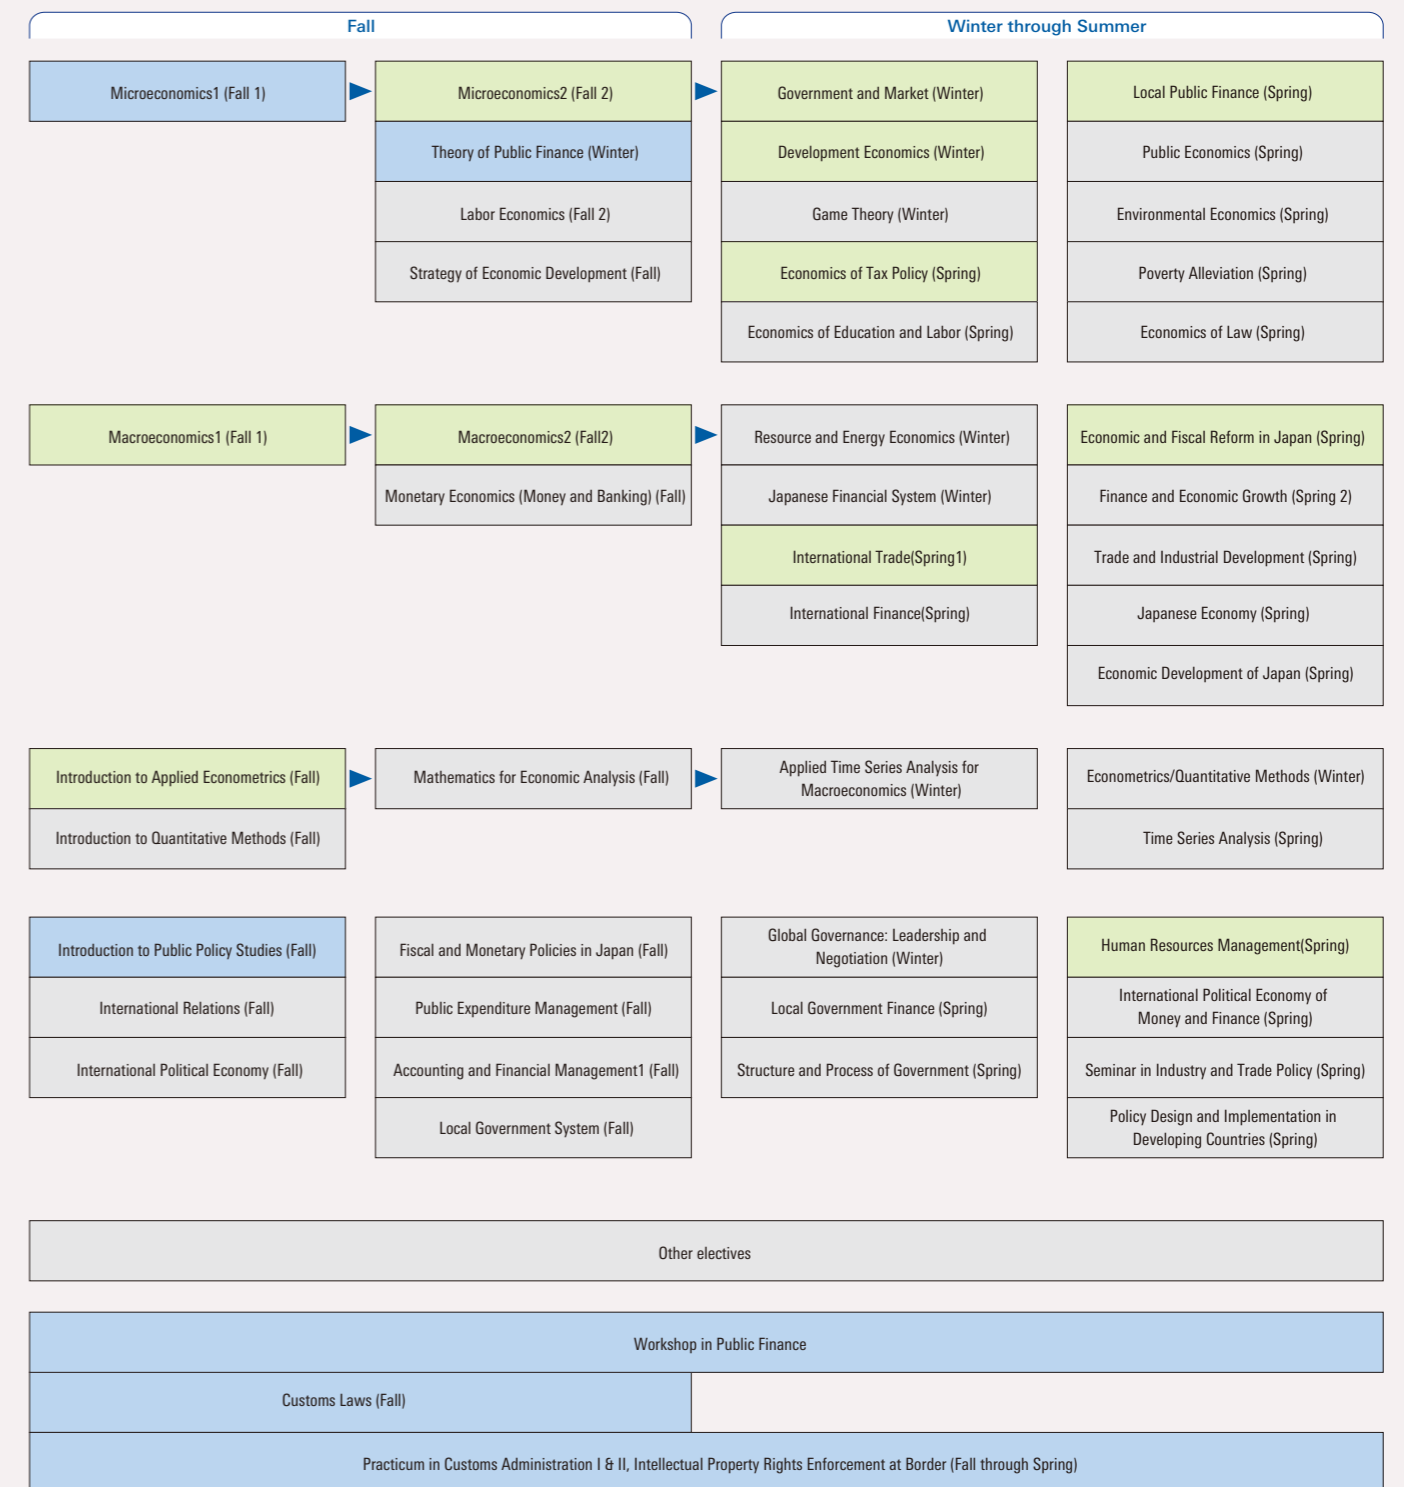 Fall
Winter through Summer
Microeconomics1 (Fall 1)
Microeconomics2 (Fall 2)
Theory of Public Finance (Winter)
Labor Economics (Fall 2)
Strategy of Economic Development (Fall)
Government and Market (Winter)
Development Economics (Winter)
Game Theory (Winter)
Economics of Tax Policy (Spring)
Economics of Education and Labor (Spring)
Local Public Finance (Spring)
Public Economics (Spring)
Environmental Economics (Spring)
Poverty Alleviation (Spring)
Economics of Law (Spring)
Macroeconomics1 (Fall 1)
Macroeconomics2 (Fall2)
Monetary Economics (Money and Banking) (Fall)
Resource and Energy Economics (Winter)
Japanese Financial System (Winter)
International Trade(Spring1)
International Finance(Spring)
Economic and Fiscal Reform in Japan (Spring)
Finance and Economic Growth (Spring 2)
Trade and Industrial Development (Spring)
Japanese Economy (Spring)
Economic Development of Japan (Spring)
Introduction to Applied Econometrics (Fall)
Introduction to Quantitative Methods (Fall)
Mathematics for Economic Analysis (Fall)
Applied Time Series Analysis for
Macroeconomics (Winter)
Econometrics/Quantitative Methods (Winter)
Time Series Analysis (Spring)
Introduction to Public Policy Studies (Fall)
International Relations (Fall)
International Political Economy (Fall)
Fiscal and Monetary Policies in Japan (Fall)
Public Expenditure Management (Fall)
Accounting and Financial Management1 (Fall)
Local Government System (Fall)
Global Governance: Leadership and
Negotiation (Winter)
Local Government Finance (Spring)
Structure and Process of Government (Spring)
Human Resources Management(Spring)
International Political Economy of
Money and Finance (Spring)
Seminar in Industry and Trade Policy (Spring)
Policy Design and Implementation in
Developing Countries (Spring)
Other electives
Workshop in Public Finance
Customs Laws (Fall)
Practicum in Customs Administration I & II, Intellectual Property Rights Enforcement at Border (Fall through Spring)